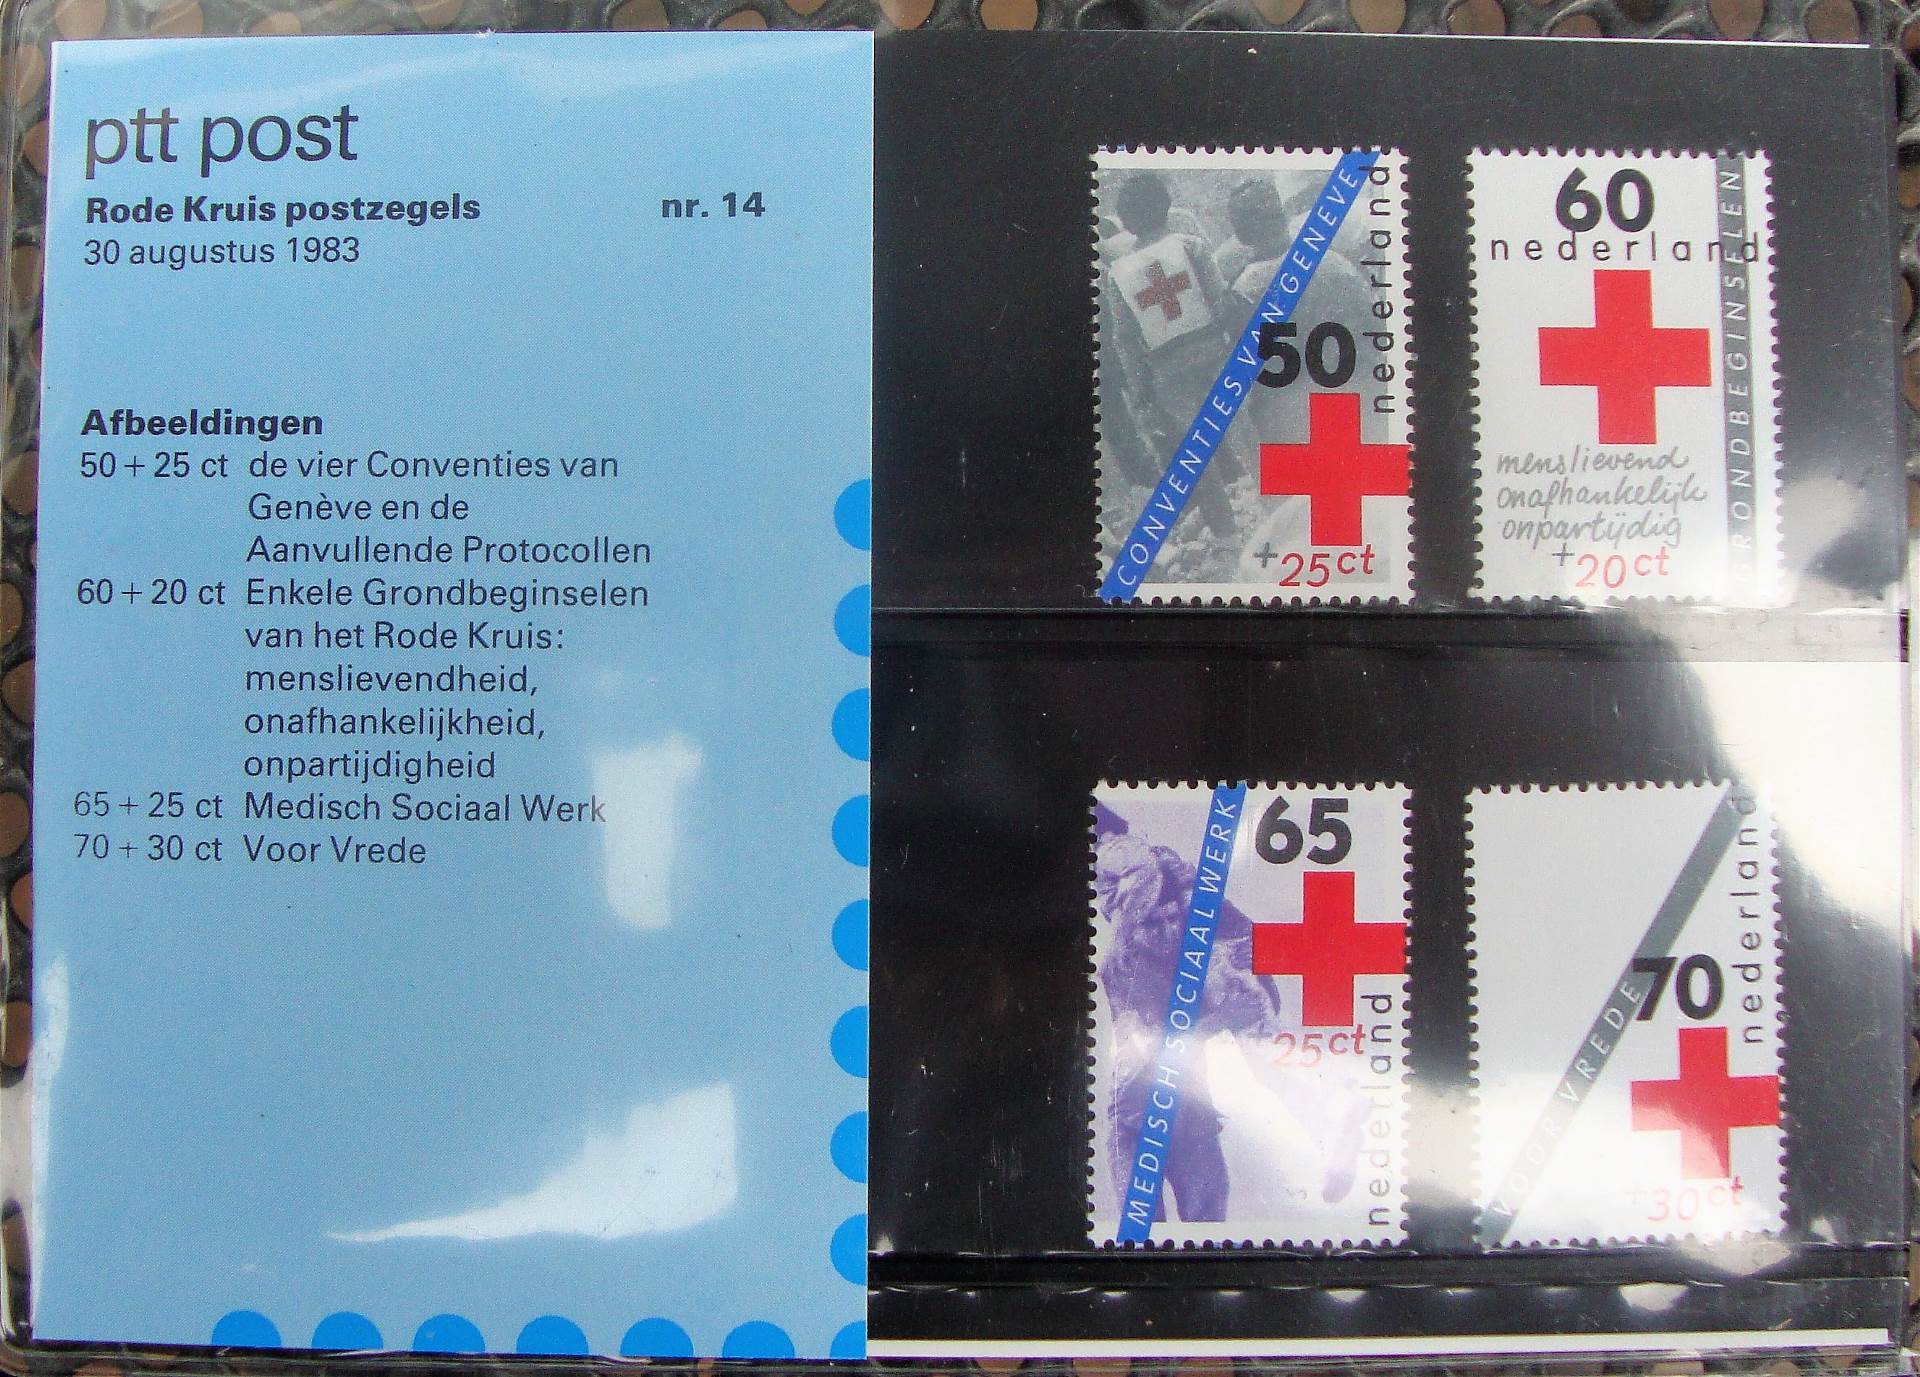 ptt post
Rode Kruis postzegels nr. 14
30 augustus 1983
Afbeeldingen
50 + 25 ct de vier Conventies van
Genève en de
Aanvullende Protocollen
60 + 20 ct Enkele Grondbeginselen
van het Rode Kruis:
menslievendheid,
onafhankelijkheid,
onpartijdigheid
65 + 25 ct Medisch Sociaal Werk
70 + 30 ct Voor Vrede
CONVENTIES VAN GENEVE
nederland
50
+25ct
60
nederland
GRONDBEGINSELEN
menslievend
onafhankelijk
onpartijdig
+20ct
MEDISCH SOCIAAL WERK
65
+25ct
nederland
VOOR VREDE
nederland
70
+30ct